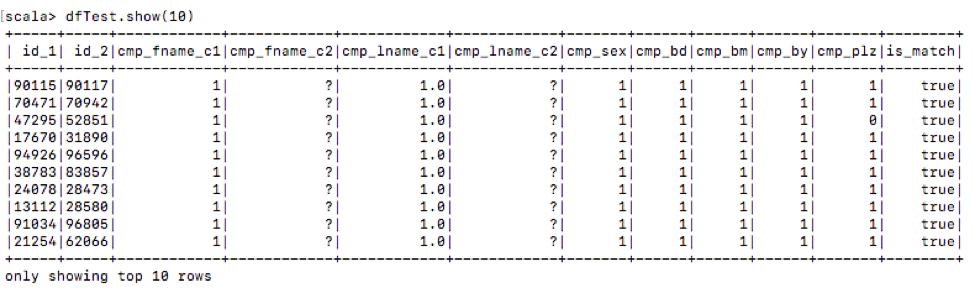 [scala> dfTest.show(10)
+-----+-----+------------+------------+------------+------------+-------+------+------+------+-------+--------+
| id_1| id_2|cmp_fname_c1|cmp_fname_c2|cmp_lname_c1|cmp_lname_c2|cmp_sex|cmp_bd|cmp_bm|cmp_by|cmp_plz|is_match|
+-----+-----+------------+------------+------------+------------+-------+------+------+------+-------+--------+
|90115|90117|           1|           ?|         1.0|           ?|      1|     1|     1|     1|      1|    true|
|70471|70942|           1|           ?|         1.0|           ?|      1|     1|     1|     1|      1|    true|
|47295|52851|           1|           ?|         1.0|           ?|      1|     1|     1|     1|      0|    true|
|17670|31890|           1|           ?|         1.0|           ?|      1|     1|     1|     1|      1|    true|
|94926|96596|           1|           ?|         1.0|           ?|      1|     1|     1|     1|      1|    true|
|38783|83857|           1|           ?|         1.0|           ?|      1|     1|     1|     1|      1|    true|
|24078|28473|           1|           ?|         1.0|           ?|      1|     1|     1|     1|      1|    true|
|13112|28580|           1|           ?|         1.0|           ?|      1|     1|     1|     1|      1|    true|
|91034|96805|           1|           ?|         1.0|           ?|      1|     1|     1|     1|      1|    true|
|21254|62066|           1|           ?|         1.0|           ?|      1|     1|     1|     1|      1|    true|
+-----+-----+------------+------------+------------+------------+-------+------+------+------+-------+--------+
only showing top 10 rows